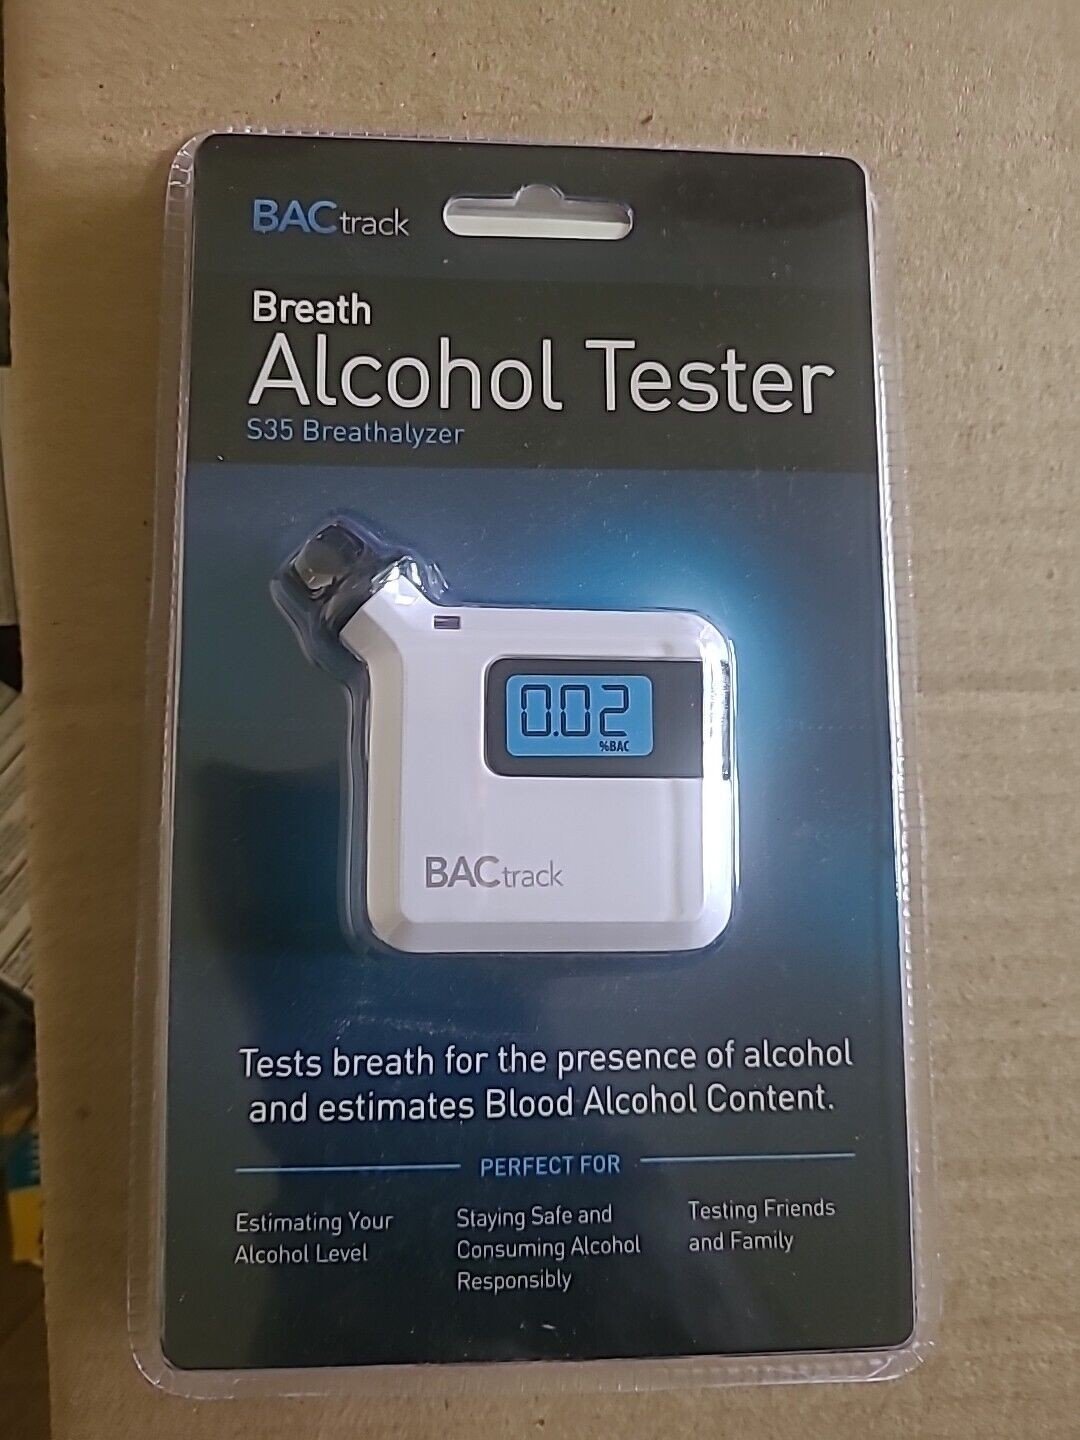 BACtrack
Breath
Alcohol Tester
S35 Breathalyzer
0.02
%BAC
BACtrack
Tests breath for the presence of alcohol
and estimates Blood Alcohol Content.
PERFECT FOR
Estimating Your
Alcohol Level
Staying Safe and
Consuming Alcohol
Responsibly
Testing Friends
and Family